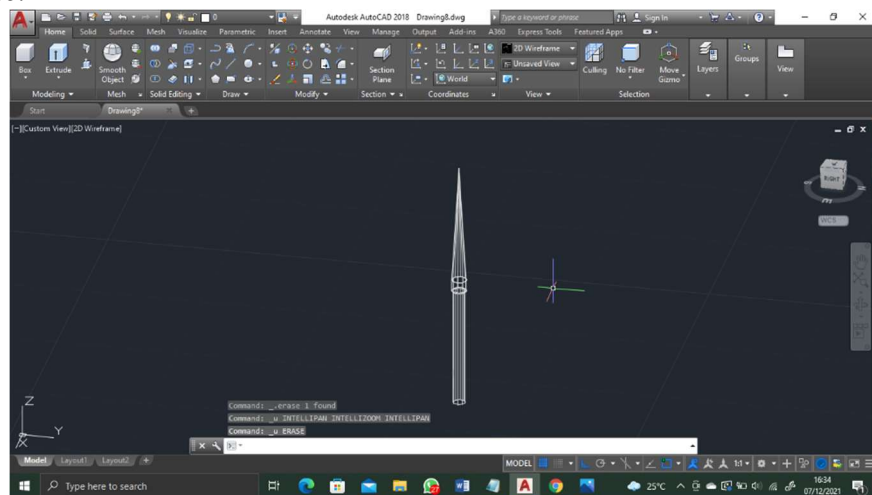 0
Autodesk AutoCAD 2018 Drawing8.dwg
Type a keyword or phrase
Sign In
Home Solid Surface Mesh Visualize Parametric Insert Annotate View Manage Output Add-ins A360 Express Tools Featured Apps
Box
Extrude
Smooth Object
Section Plane
World
2D Wireframe
Unsaved View
Culling
No Filter
Move Gizmo
Layers
Groups
View
Modeling Mesh Solid Editing Draw Modify Section Coordinates View Selection
Start Drawing8*
[−][Custom View][2D Wireframe]
RIGHT
WCS
Z
Y
X
Command: _.erase 1 found
Command: _u INTELLIPAN INTELLIZOOM INTELLIPAN
Command: _u ERASE
Model Layout1 Layout2 +
MODEL
1:1
Type here to search
25°C
16:34
07/12/2021